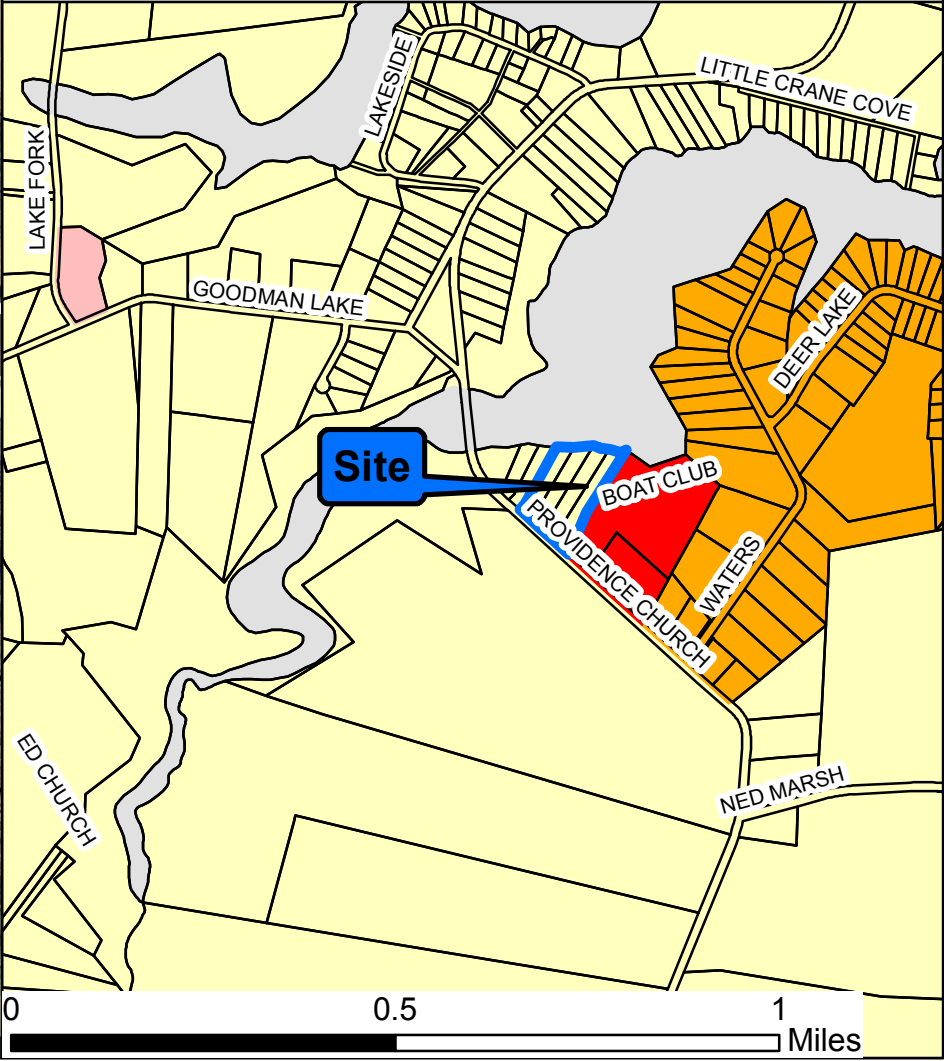 LAKESIDE
LITTLE CRANE COVE
LAKE FORK
GOODMAN LAKE
DEER LAKE
Site
BOAT CLUB
PROVIDENCE CHURCH
WATERS
ED CHURCH
NED MARSH
0 0.5 1
Miles